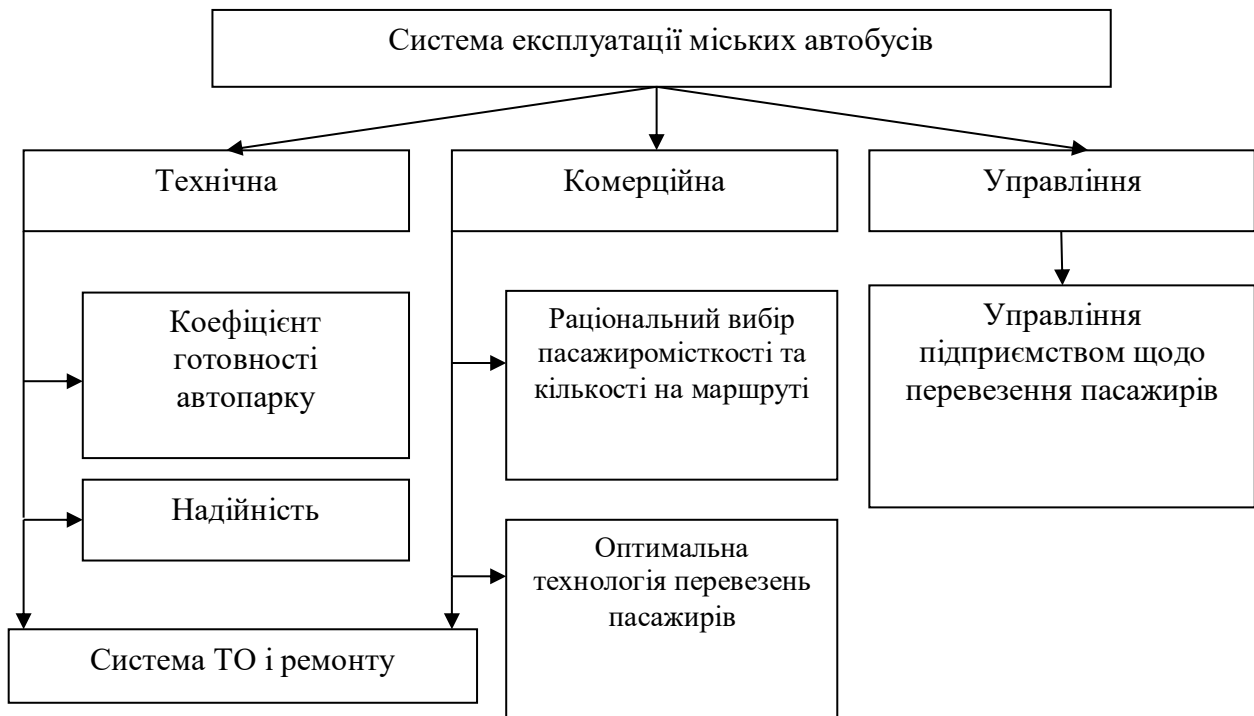 Система експлуатації міських автобусів
Технічна
Комерційна
Управління
Коефіцієнт
готовності
автопарку
Раціональний вибір
пасажиромісткості та
кількості на маршруті
Управління
підприємством щодо
перевезення пасажирів
Надійність
Оптимальна
технологія перевезень
пасажирів
Система ТО і ремонту